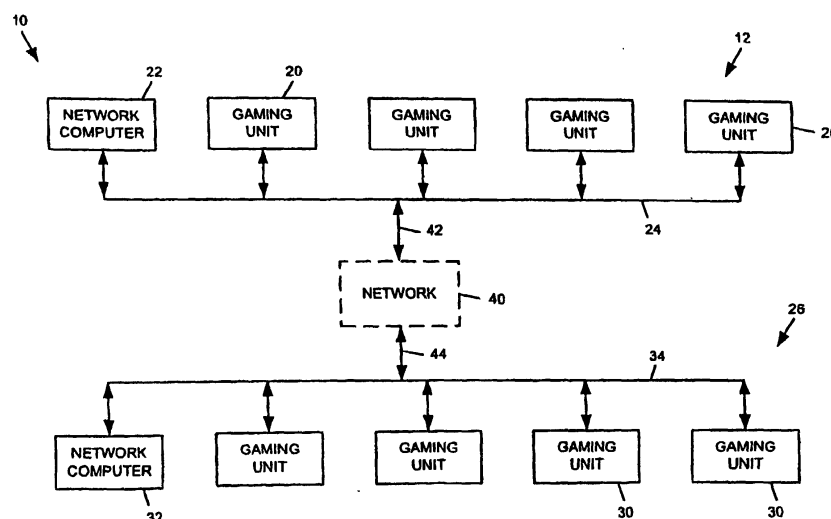 10
12
22
20
NETWORK
COMPUTER
GAMING
UNIT
GAMING
UNIT
GAMING
UNIT
GAMING
UNIT
24
42
NETWORK
40
26
44
34
NETWORK
COMPUTER
GAMING
UNIT
GAMING
UNIT
GAMING
UNIT
GAMING
UNIT
32
30
30